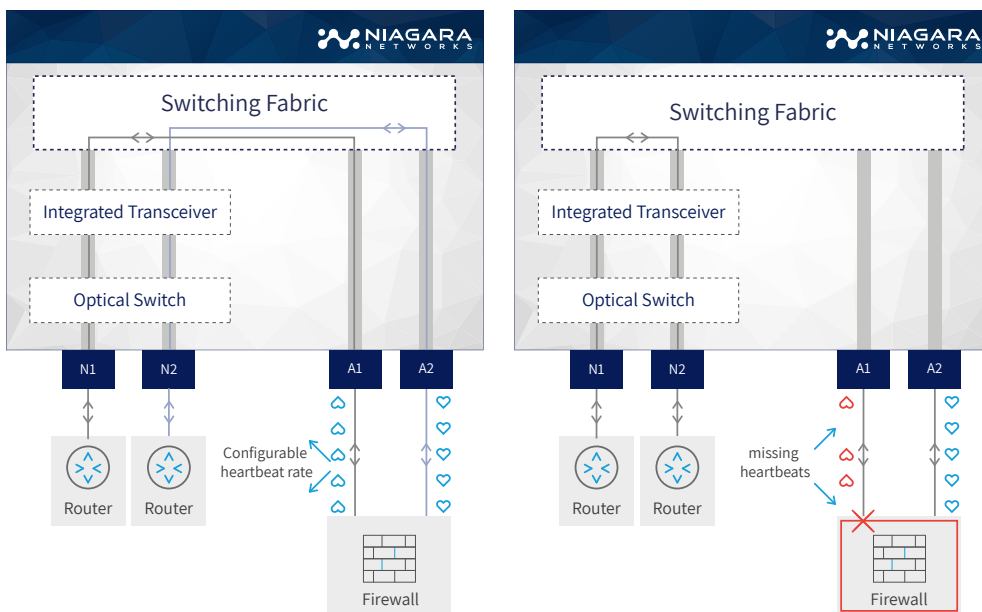 NIAGARA
NETWORKS
Switching Fabric
Integrated Transceiver
Optical Switch
N1
N2
A1
A2
Configurable
heartbeat rate
Router
Router
Firewall
NIAGARA
NETWORKS
Switching Fabric
Integrated Transceiver
Optical Switch
N1
N2
A1
A2
missing
heartbeats
Router
Router
Firewall